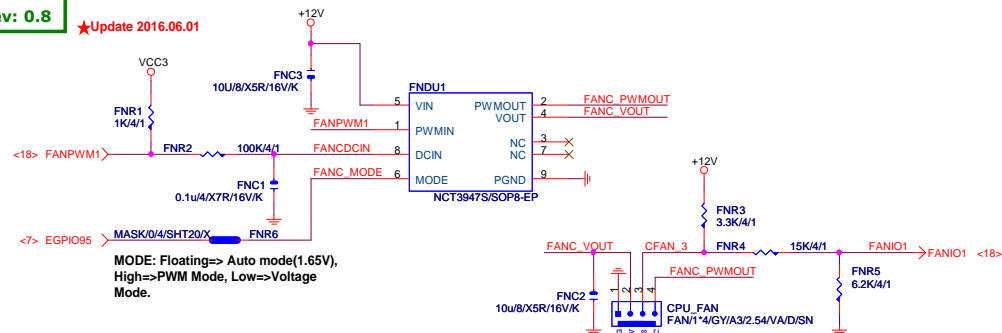 ev: 0.8
★Update 2016.06.01
+12V
VCC3
FNR1
1K/4/1
FNC3
10U/8/X5R/16V/K
FNDU1
5 VIN PWMOUT 2 FANC_PWMOUT
VOUT 4 FANC_VOUT
FANPWM1 1 PWMIN
NC 3
<18> FANPWM1 FNR2 100K/4/1 FANCDCIN 8 DCIN NC 7
FANC_MODE 6 MODE PGND 9
FNC1
0.1u/4/X7R/16V/K
NCT3947S/SOP8-EP
<7> EGPIO95 MASK/0/4/SHT20/X FNR6
MODE: Floating=> Auto mode(1.65V),
High=>PWM Mode, Low=>Voltage
Mode.
+12V
FNR3
3.3K/4/1
FANC_VOUT CFAN_3 FNR4 15K/4/1 FANIO1 FANIO1 <18>
FANC_PWMOUT
FNR5
6.2K/4/1
FNC2
10u/8/X5R/16V/K
1 2 3 4
G V S C
CPU_FAN
FAN/1*4/GY/A3/2.54/VA/D/SN